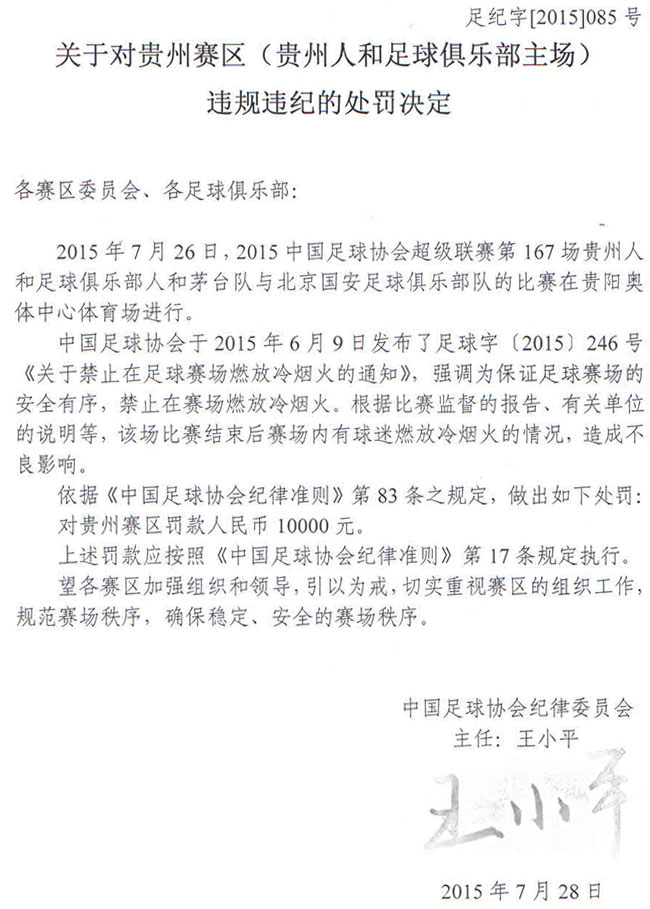 足纪字[2015]085 号
关于对贵州赛区（贵州人和足球俱乐部主场）
违规违纪的处罚决定
各赛区委员会、各足球俱乐部：
2015 年 7 月 26 日，2015 中国足球协会超级联赛第 167 场贵州人
和足球俱乐部人和茅台队与北京国安足球俱乐部队的比赛在贵阳奥
体中心体育场进行。
中国足球协会于 2015 年 6 月 9 日发布了足球字〔2015〕246 号
《关于禁止在足球赛场燃放冷烟火的通知》，强调为保证足球赛场的
安全有序，禁止在赛场燃放冷烟火。根据比赛监督的报告、有关单位
的说明等，该场比赛结束后赛场内有球迷燃放冷烟火的情况，造成不
良影响。
依据《中国足球协会纪律准则》第 83 条之规定，做出如下处罚：
对贵州赛区罚款人民币 10000 元。
上述罚款应按照《中国足球协会纪律准则》第 17 条规定执行。
望各赛区加强组织和领导，引以为戒，切实重视赛区的组织工作，
规范赛场秩序，确保稳定、安全的赛场秩序。
中国足球协会纪律委员会
主任：王小平
王小平
2015 年 7 月 28 日